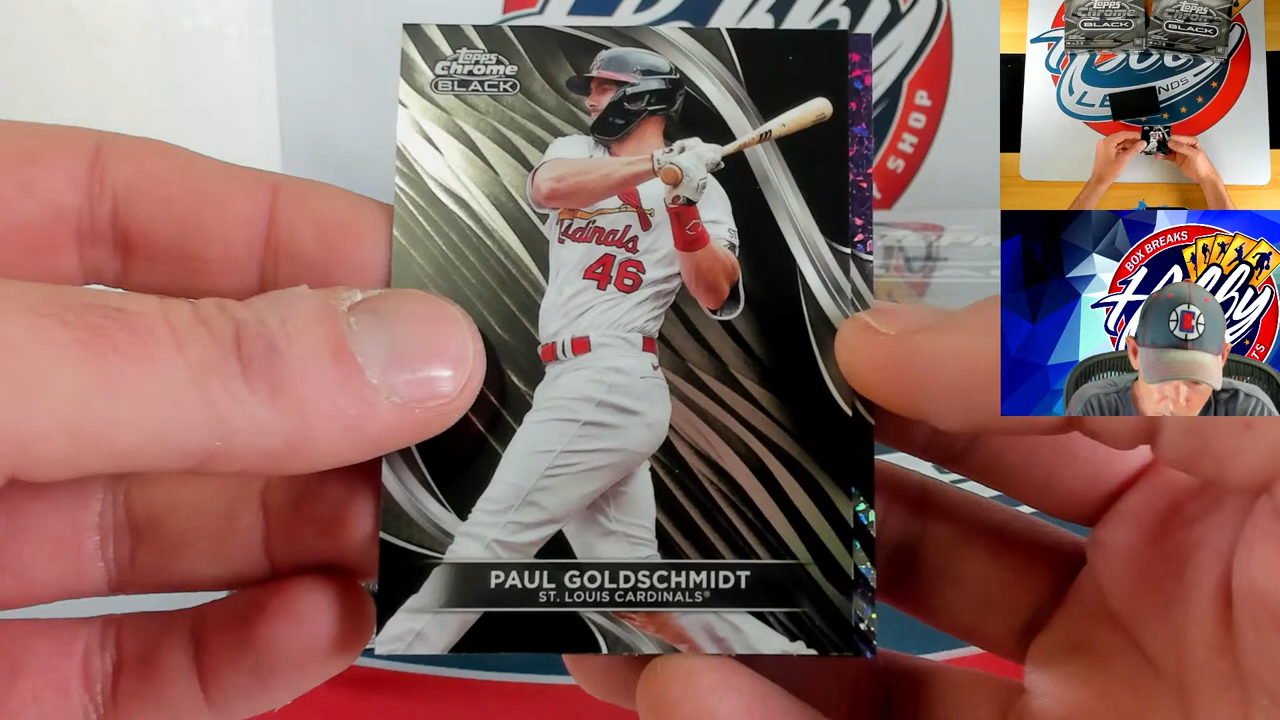 Topps
Chrome
BLACK
Cardinals
46
PAUL GOLDSCHMIDT
ST. LOUIS CARDINALS®
SHOP
Topps
Chrome
BLACK
Topps
Chrome
BLACK
BOX BREAKS
Hobby